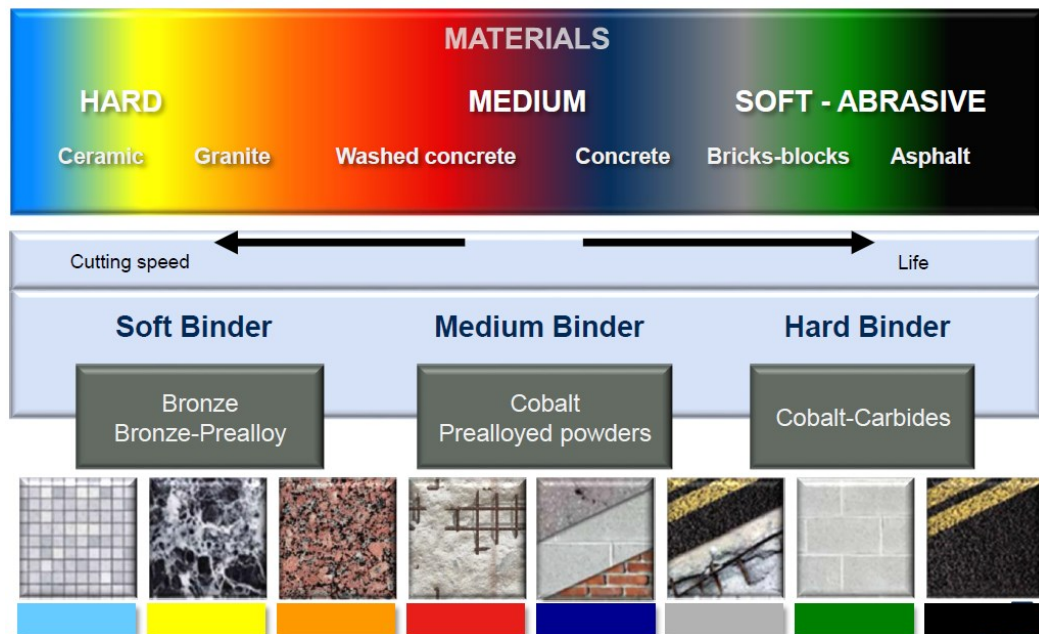 MATERIALS
HARD MEDIUM SOFT - ABRASIVE
Ceramic Granite Washed concrete Concrete Bricks-blocks Asphalt
Cutting speed Life
Soft Binder Medium Binder Hard Binder
Bronze
Bronze-Prealloy
Cobalt
Prealloyed powders
Cobalt-Carbides